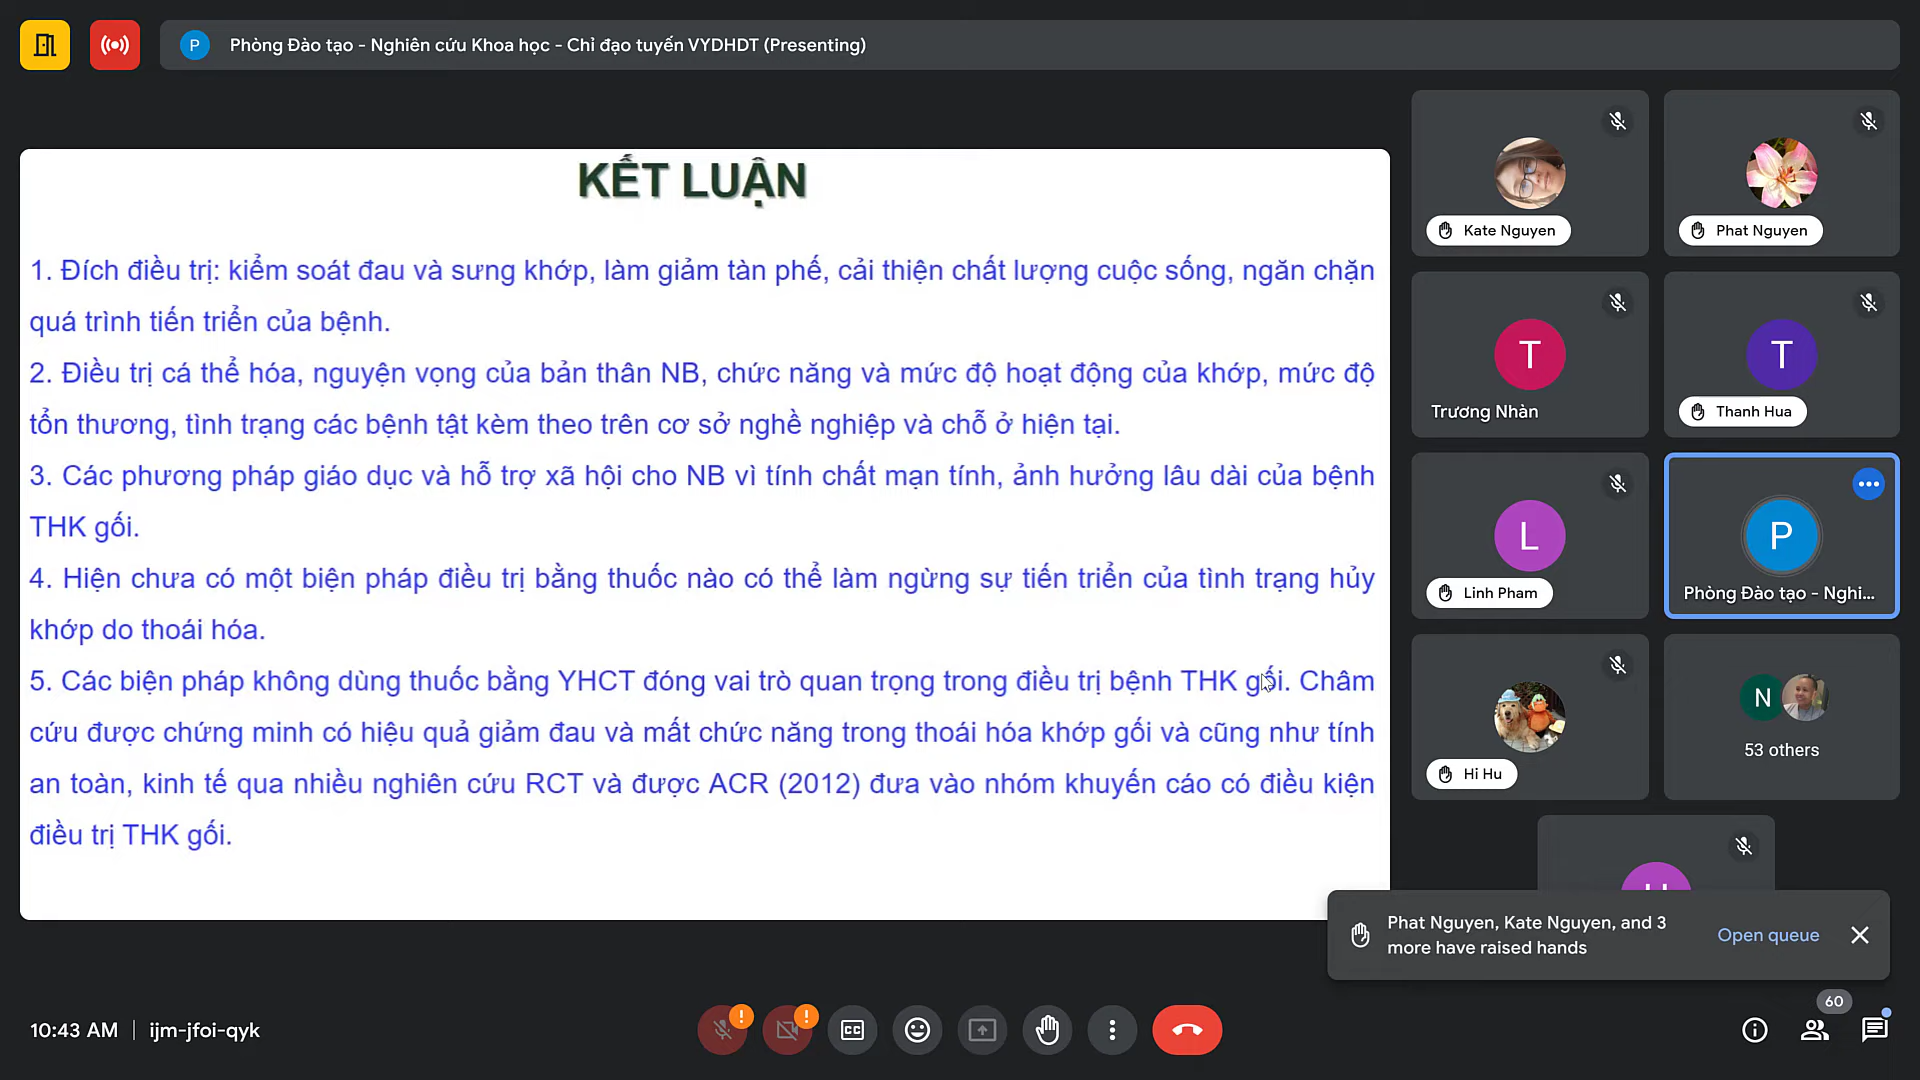 P Phòng Đào tạo - Nghiên cứu Khoa học - Chỉ đạo tuyến VYDHDT (Presenting)
KẾT LUẬN
1. Đích điều trị: kiểm soát đau và sưng khớp, làm giảm tàn phế, cải thiện chất lượng cuộc sống, ngăn chặn
quá trình tiến triển của bệnh.
2. Điều trị cá thể hóa, nguyện vọng của bản thân NB, chức năng và mức độ hoạt động của khớp, mức độ
tổn thương, tình trạng các bệnh tật kèm theo trên cơ sở nghề nghiệp và chỗ ở hiện tại.
3. Các phương pháp giáo dục và hỗ trợ xã hội cho NB vì tính chất mạn tính, ảnh hưởng lâu dài của bệnh
THK gối.
4. Hiện chưa có một biện pháp điều trị bằng thuốc nào có thể làm ngừng sự tiến triển của tình trạng hủy
khớp do thoái hóa.
5. Các biện pháp không dùng thuốc bằng YHCT đóng vai trò quan trọng trong điều trị bệnh THK gối. Châm
cứu được chứng minh có hiệu quả giảm đau và mất chức năng trong thoái hóa khớp gối và cũng như tính
an toàn, kinh tế qua nhiều nghiên cứu RCT và được ACR (2012) đưa vào nhóm khuyến cáo có điều kiện
điều trị THK gối.
Kate Nguyen
Phat Nguyen
T
Trương Nhàn
T
Thanh Hua
L
Linh Pham
P
Phòng Đào tạo - Nghi...
Hi Hu
N
53 others
Phat Nguyen, Kate Nguyen, and 3
more have raised hands
Open queue
10:43 AM | ijm-jfoi-qyk
CC
60